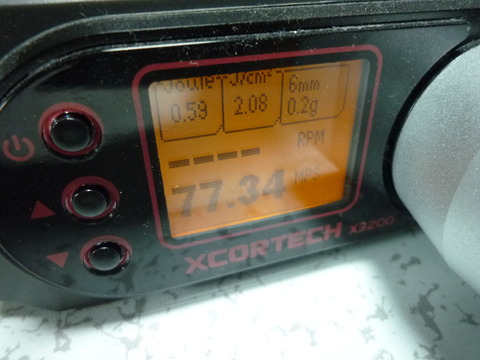 Joule J/cm² 6mm
0.59 2.08 0.2g
RPM
77.34 MPS
XCORTECH X3200